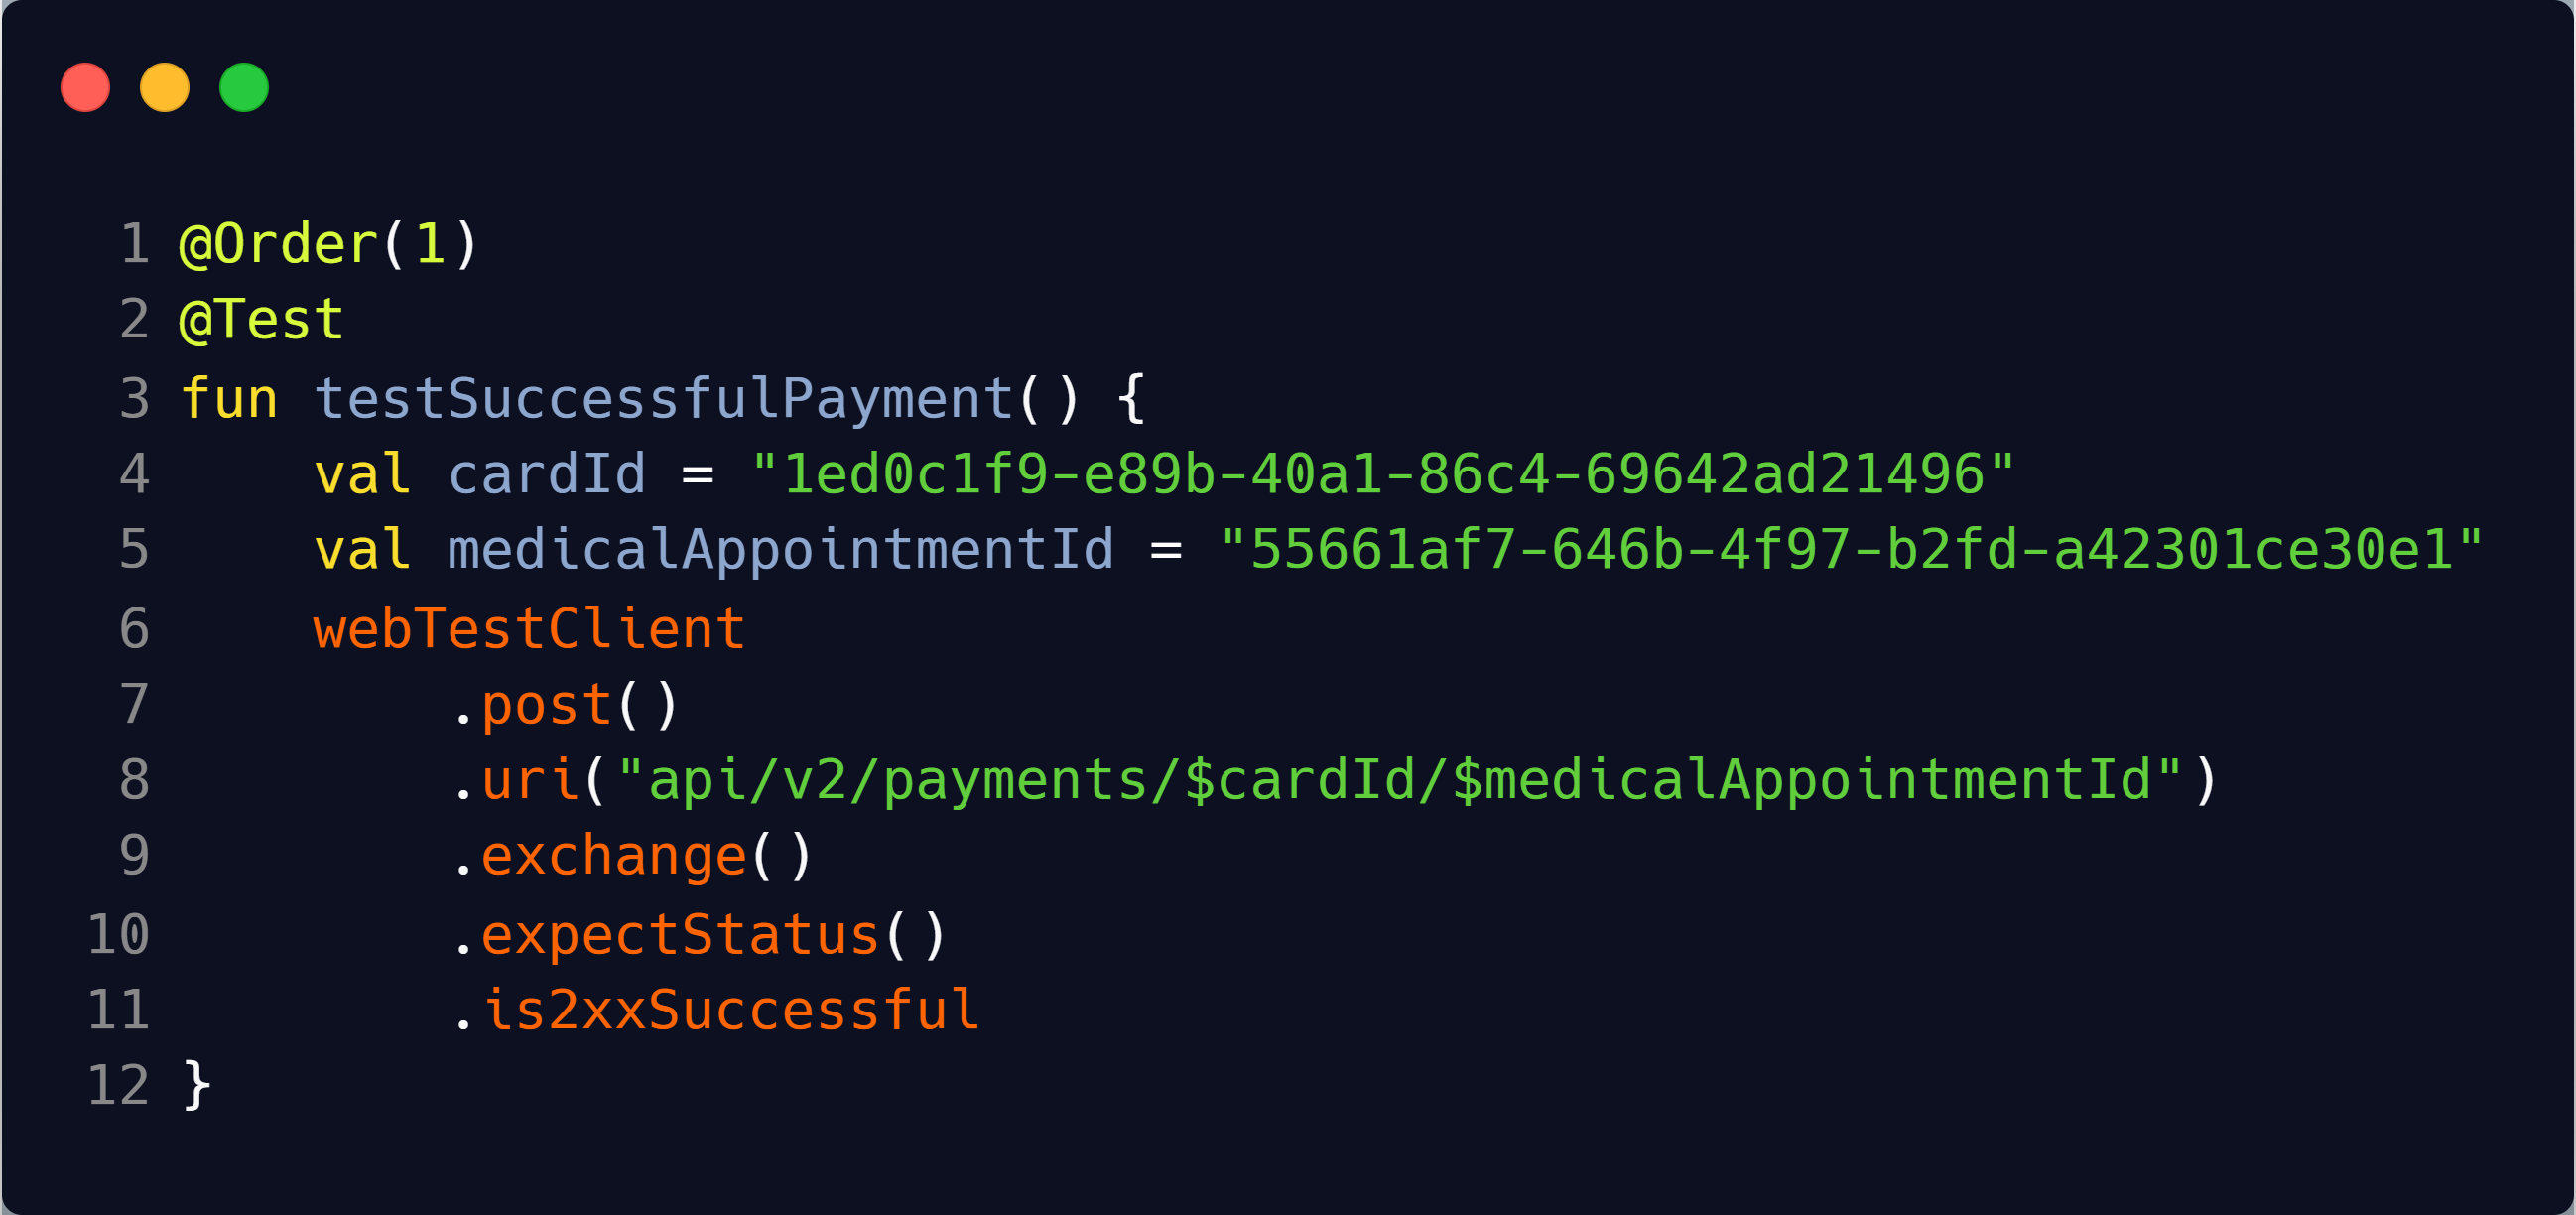 1 @Order(1)
2 @Test
3 fun testSuccessfulPayment() {
4     val cardId = "1ed0c1f9-e89b-40a1-86c4-69642ad21496"
5     val medicalAppointmentId = "55661af7-646b-4f97-b2fd-a42301ce30e1"
6     webTestClient
7         .post()
8         .uri("api/v2/payments/$cardId/$medicalAppointmentId")
9         .exchange()
10         .expectStatus()
11         .is2xxSuccessful
12 }